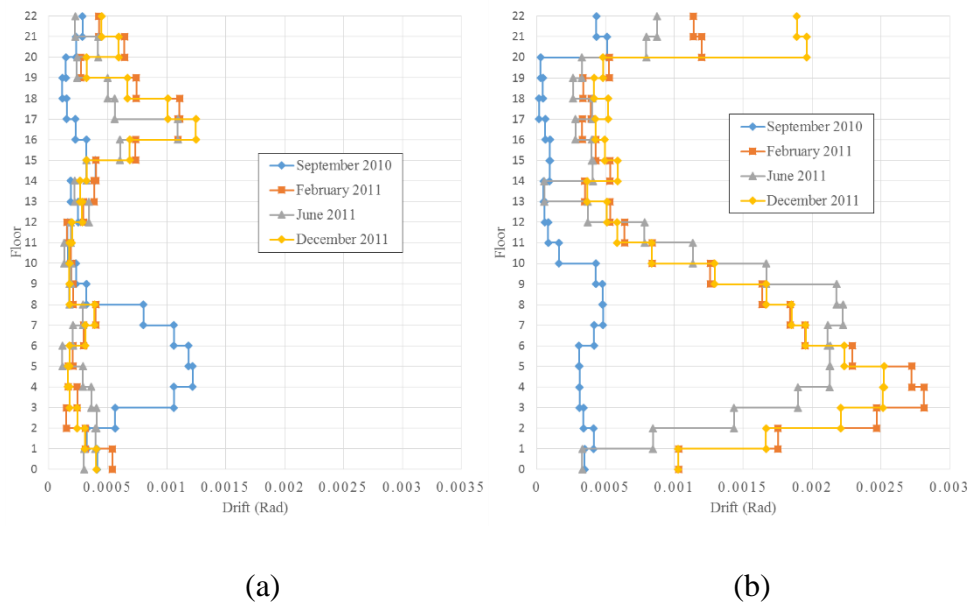 22
21
20
19
18
17
16
15
14
13
12
11
10
9
8
7
6
5
4
3
2
1
0
Floor
September 2010
February 2011
June 2011
December 2011
0 0.0005 0.001 0.0015 0.002 0.0025 0.003 0.0035
Drift (Rad)
(a)
22
21
20
19
18
17
16
15
14
13
12
11
10
9
8
7
6
5
4
3
2
1
0
Floor
September 2010
February 2011
June 2011
December 2011
0 0.0005 0.001 0.0015 0.002 0.0025 0.003
Drift (Rad)
(b)